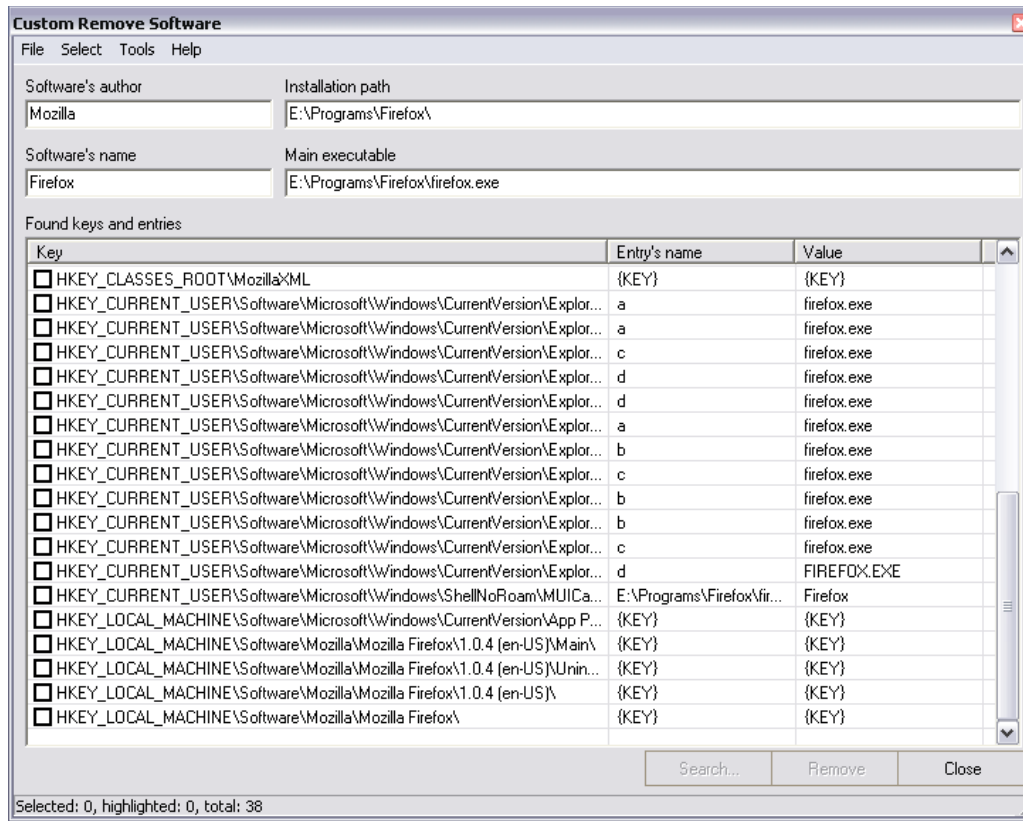 Custom Remove Software
File Select Tools Help
Software's author Installation path
Mozilla E:\Programs\Firefox\
Software's name Main executable
Firefox E:\Programs\Firefox\firefox.exe
Found keys and entries
Key Entry's name Value
HKEY_CLASSES_ROOT\MozillaXML {KEY} {KEY}
HKEY_CURRENT_USER\Software\Microsoft\Windows\CurrentVersion\Explor... a firefox.exe
HKEY_CURRENT_USER\Software\Microsoft\Windows\CurrentVersion\Explor... a firefox.exe
HKEY_CURRENT_USER\Software\Microsoft\Windows\CurrentVersion\Explor... c firefox.exe
HKEY_CURRENT_USER\Software\Microsoft\Windows\CurrentVersion\Explor... d firefox.exe
HKEY_CURRENT_USER\Software\Microsoft\Windows\CurrentVersion\Explor... d firefox.exe
HKEY_CURRENT_USER\Software\Microsoft\Windows\CurrentVersion\Explor... a firefox.exe
HKEY_CURRENT_USER\Software\Microsoft\Windows\CurrentVersion\Explor... b firefox.exe
HKEY_CURRENT_USER\Software\Microsoft\Windows\CurrentVersion\Explor... c firefox.exe
HKEY_CURRENT_USER\Software\Microsoft\Windows\CurrentVersion\Explor... b firefox.exe
HKEY_CURRENT_USER\Software\Microsoft\Windows\CurrentVersion\Explor... b firefox.exe
HKEY_CURRENT_USER\Software\Microsoft\Windows\CurrentVersion\Explor... c firefox.exe
HKEY_CURRENT_USER\Software\Microsoft\Windows\CurrentVersion\Explor... d FIREFOX.EXE
HKEY_CURRENT_USER\Software\Microsoft\Windows\ShellNoRoam\MUICa... E:\Programs\Firefox\fir... Firefox
HKEY_LOCAL_MACHINE\Software\Microsoft\Windows\CurrentVersion\App P... {KEY} {KEY}
HKEY_LOCAL_MACHINE\Software\Mozilla\Mozilla Firefox\1.0.4 (en-US)\Main\ {KEY} {KEY}
HKEY_LOCAL_MACHINE\Software\Mozilla\Mozilla Firefox\1.0.4 (en-US)\Unin... {KEY} {KEY}
HKEY_LOCAL_MACHINE\Software\Mozilla\Mozilla Firefox\1.0.4 (en-US)\ {KEY} {KEY}
HKEY_LOCAL_MACHINE\Software\Mozilla\Mozilla Firefox\ {KEY} {KEY}
Search... Remove Close
Selected: 0, highlighted: 0, total: 38